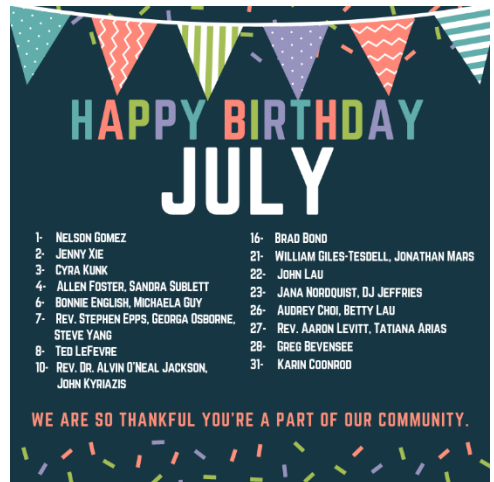 HAPPY BIRTHDAY
JULY
1- NELSON GOMEZ
2- JENNY XIE
3- CYRA KUNK
4- ALLEN FOSTER, SANDRA SUBLETT
6- BONNIE ENGLISH, MICHAELA GUY
7- REV. STEPHEN EPPS, GEORGA OSBORNE,
STEVE YANG
8- TED LEFEVRE
10- REV. DR. ALVIN O'NEAL JACKSON,
JOHN KYRIAZIS
16- BRAD BOND
21- WILLIAM GILES-TESDELL, JONATHAN MARS
22- JOHN LAU
23- JANA NORDQUIST, DJ JEFFRIES
26- AUDREY CHOI, BETTY LAU
27- REV. AARON LEVITT, TATIANA ARIAS
28- GREG BEVENSEE
31- KARIN COONROD
WE ARE SO THANKFUL YOU'RE A PART OF OUR COMMUNITY.